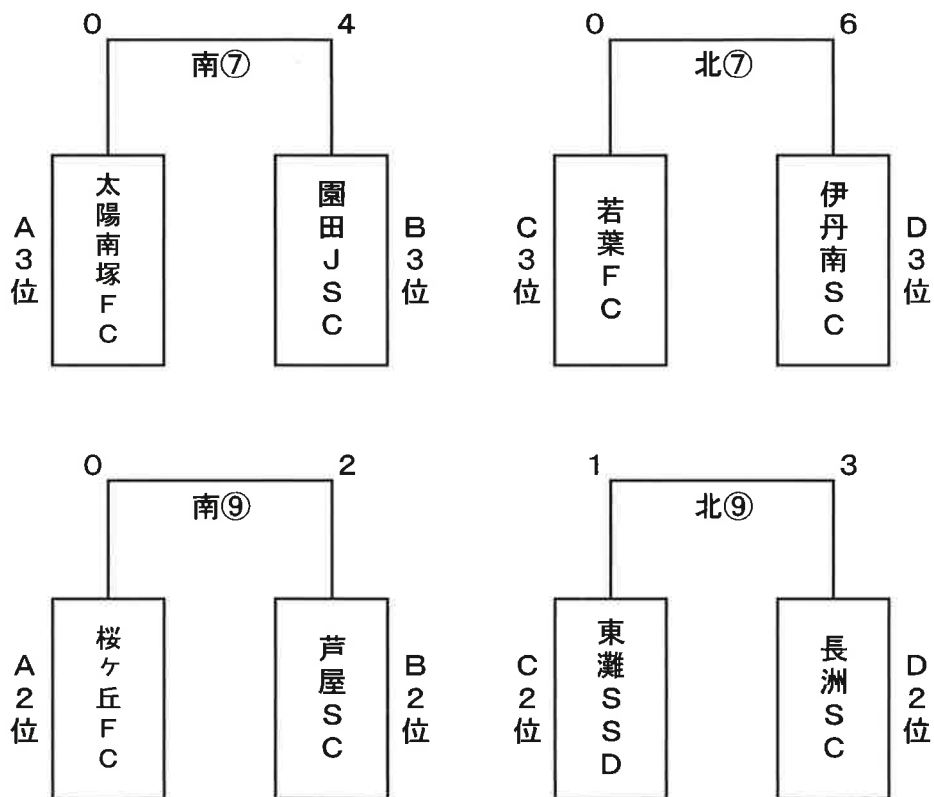 0 4
南⑦
0 6
北⑦
A3位
太陽南塚FC
園田JSC
B3位
C3位
若葉FC
伊丹南SC
D3位
0 2
南⑨
1 3
北⑨
A2位
桜ヶ丘FC
芦屋SC
B2位
C2位
東灘SSD
長洲SC
D2位